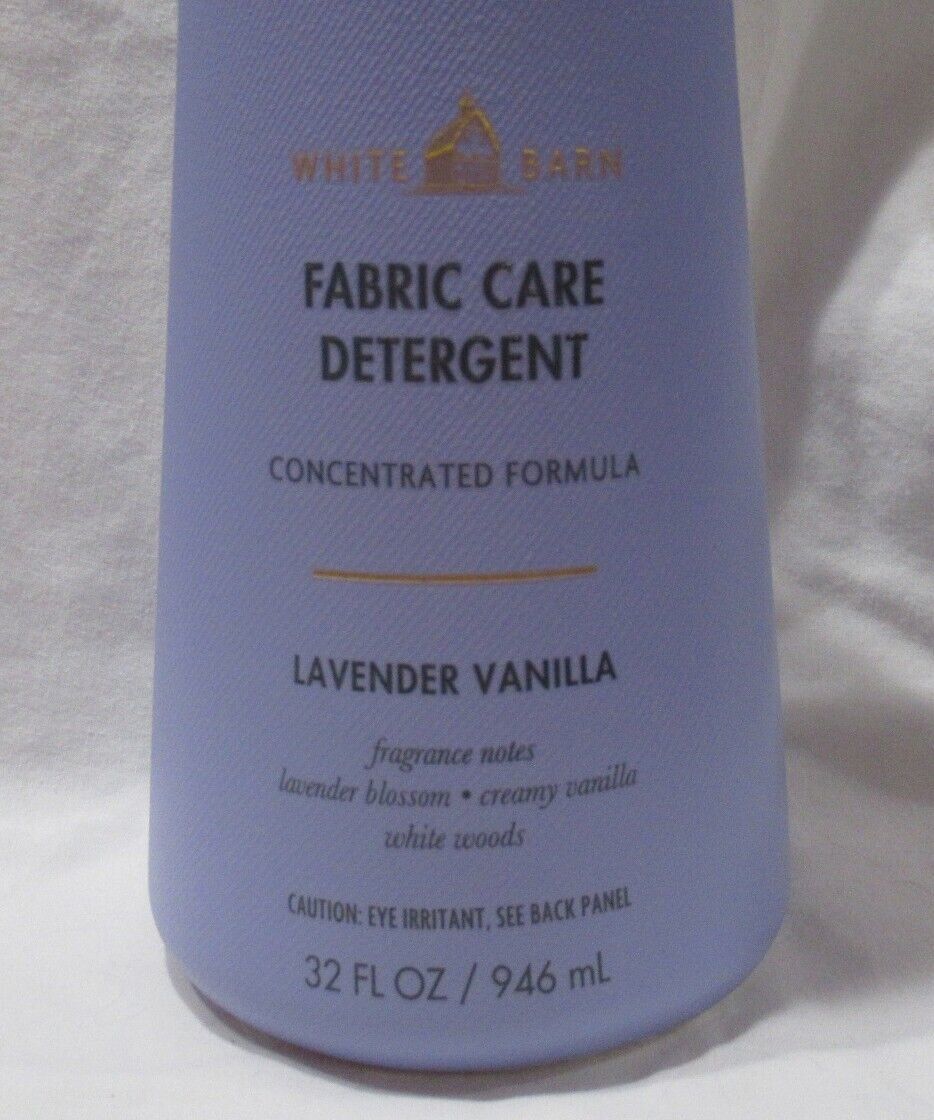 WHITE BARN
FABRIC CARE
DETERGENT
CONCENTRATED FORMULA
LAVENDER VANILLA
fragrance notes
lavender blossom • creamy vanilla
white woods
CAUTION: EYE IRRITANT, SEE BACK PANEL
32 FL OZ / 946 mL